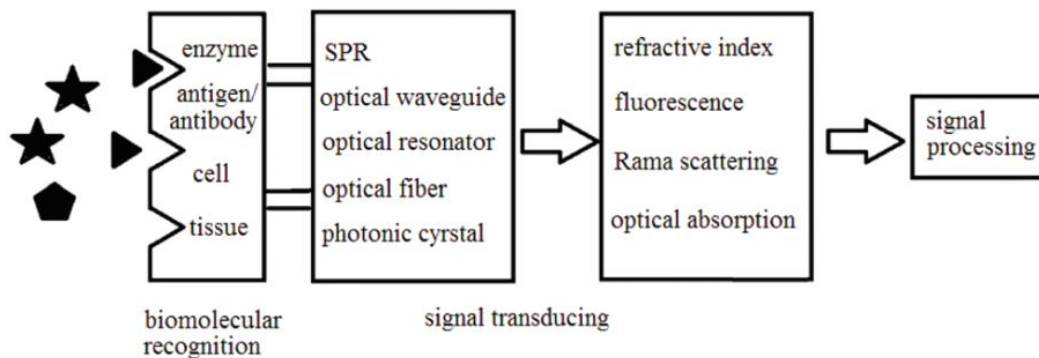 enzyme
antigen/
antibody
cell
tissue
SPR
optical waveguide
optical resonator
optical fiber
photonic cyrstal
refractive index
fluorescence
Rama scattering
optical absorption
signal
processing
biomolecular
recognition
signal transducing